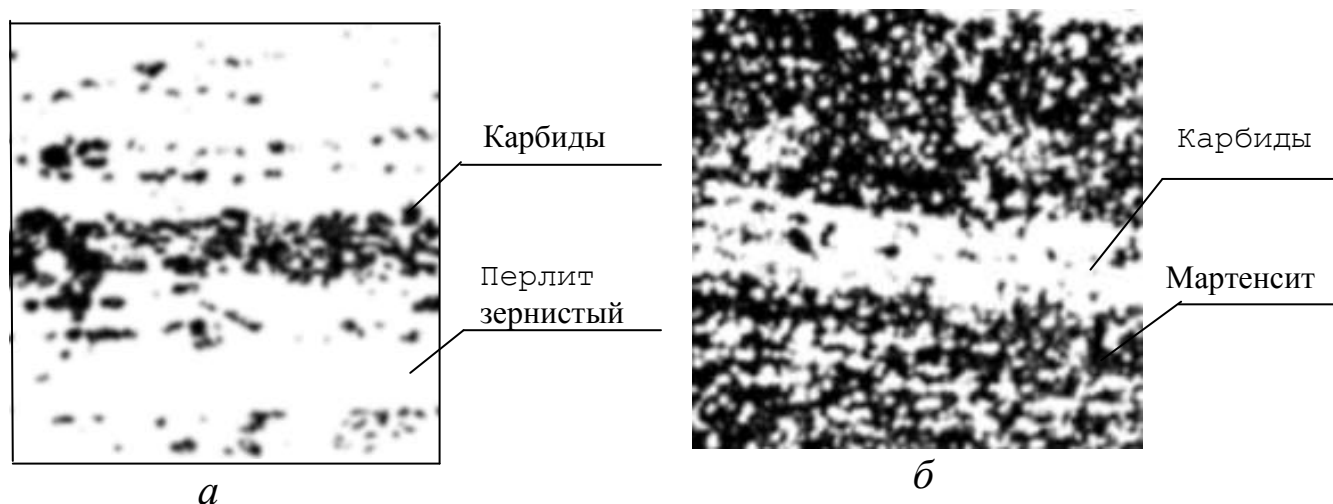 Карбиды
Перлит
зернистый
а
Карбиды
Мартенсит
б